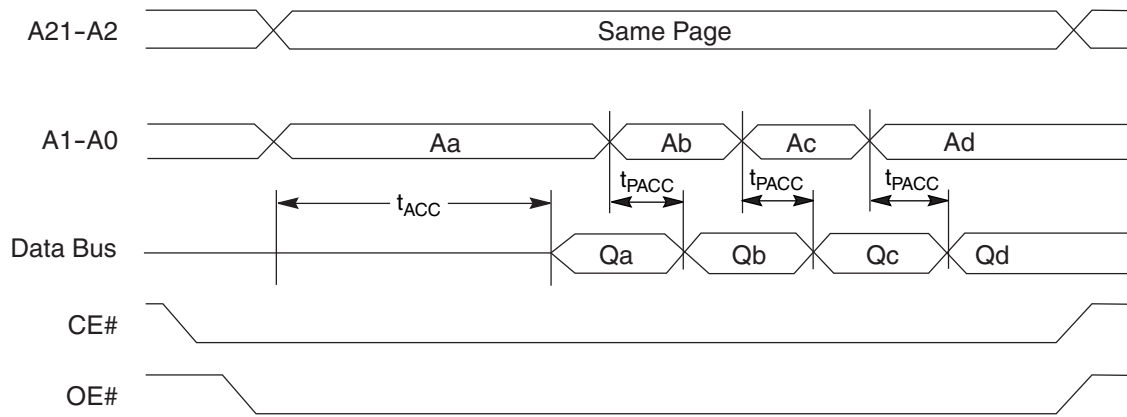 A21–A2 Same Page
A1–A0 Aa Ab Ac Ad
tPACC tPACC tPACC
tACC
Data Bus Qa Qb Qc Qd
CE#
OE#